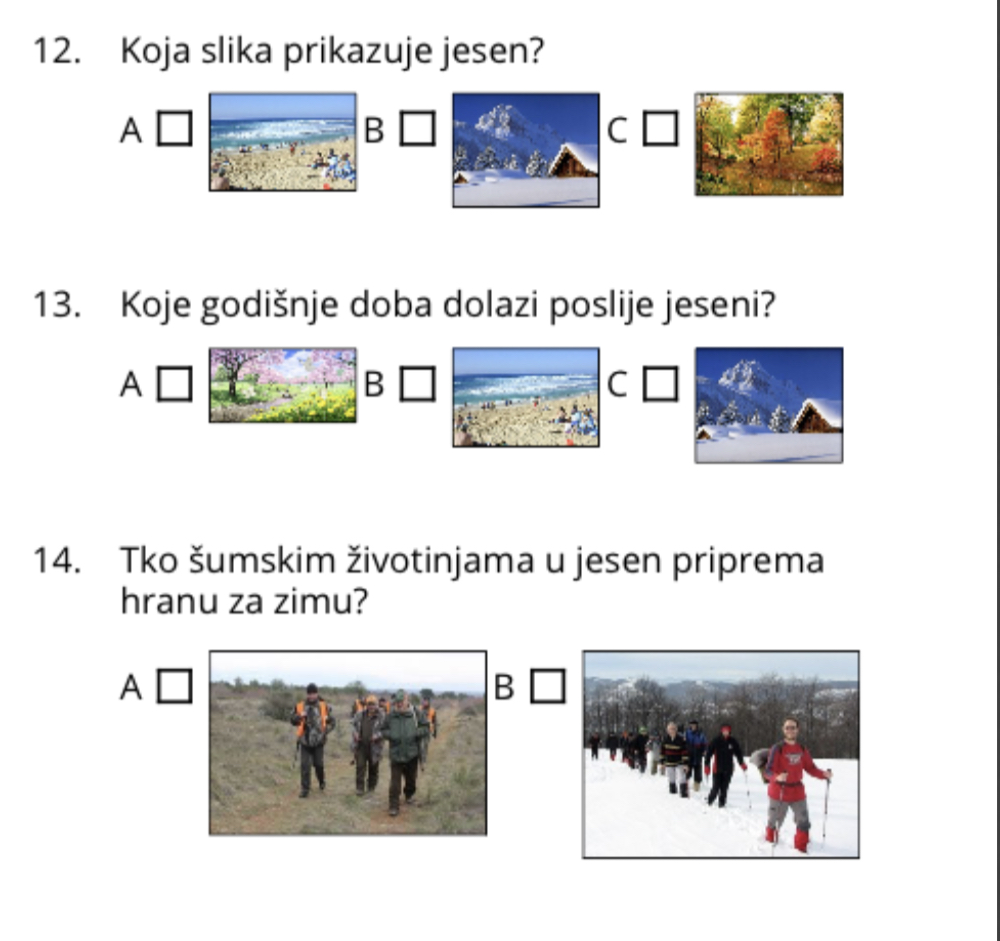 12. Koja slika prikazuje jesen?
A B C
13. Koje godišnje doba dolazi poslije jeseni?
A B C
14. Tko šumskim životinjama u jesen priprema
hranu za zimu?
A B